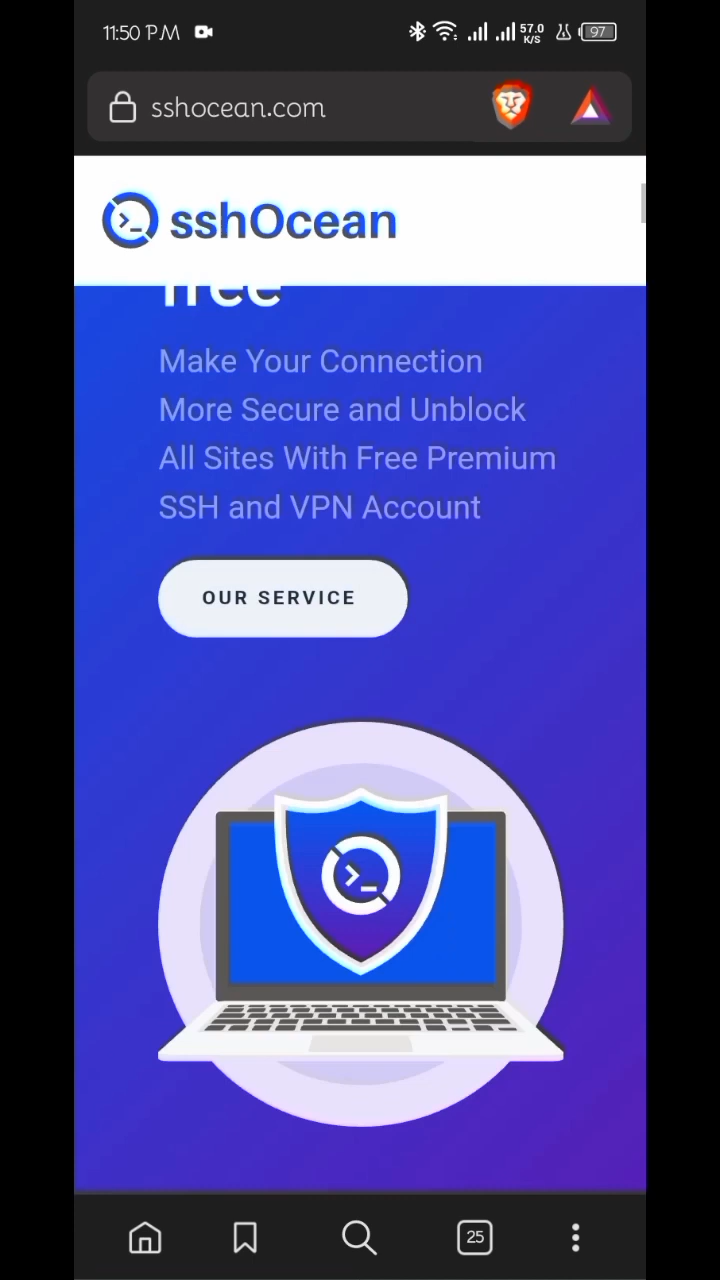 11:50 PM
57.0
K/S
97
sshocean.com
sshOcean
free
Make Your Connection
More Secure and Unblock
All Sites With Free Premium
SSH and VPN Account
OUR SERVICE
25